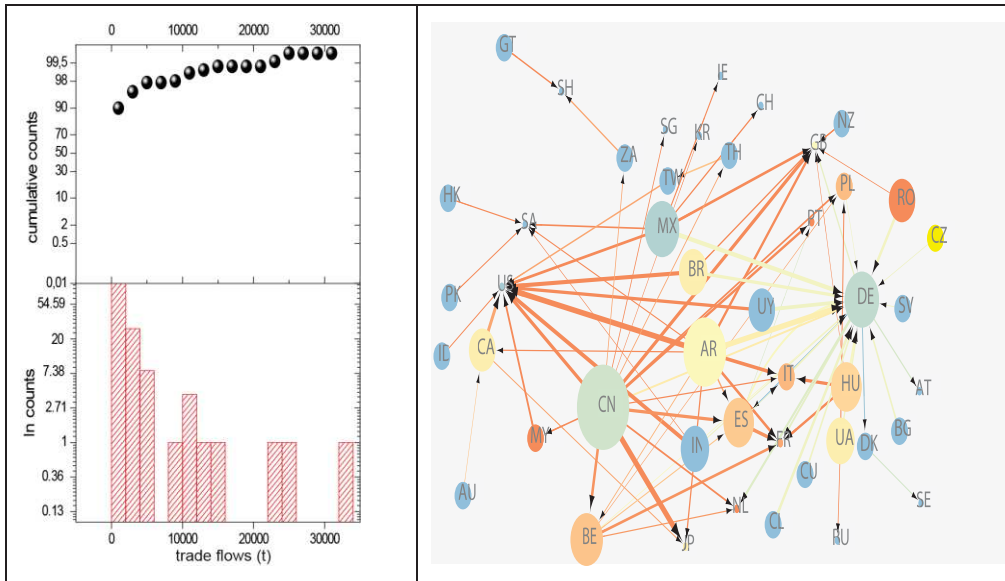 0 10000 20000 30000
99,5
98
90
70
50
30
10
2
0.5
cumulative counts
0,01
54.59
20
7.38
2.71
1
0.36
0.13
ln counts
0 10000 20000 30000
trade flows (t)
GT
IE
SH
CH
SG
KR
NZ
GB
ZA
TH
TW
PL
HK
RO
SA
MX
PT
CZ
BR
US
DE
PK
UY
SV
CA
IL
AR
IT
HU
AT
CN
ES
MY
IN
FR
UA
DK
BG
CU
AU
SE
NL
CL
BE
JP
RU